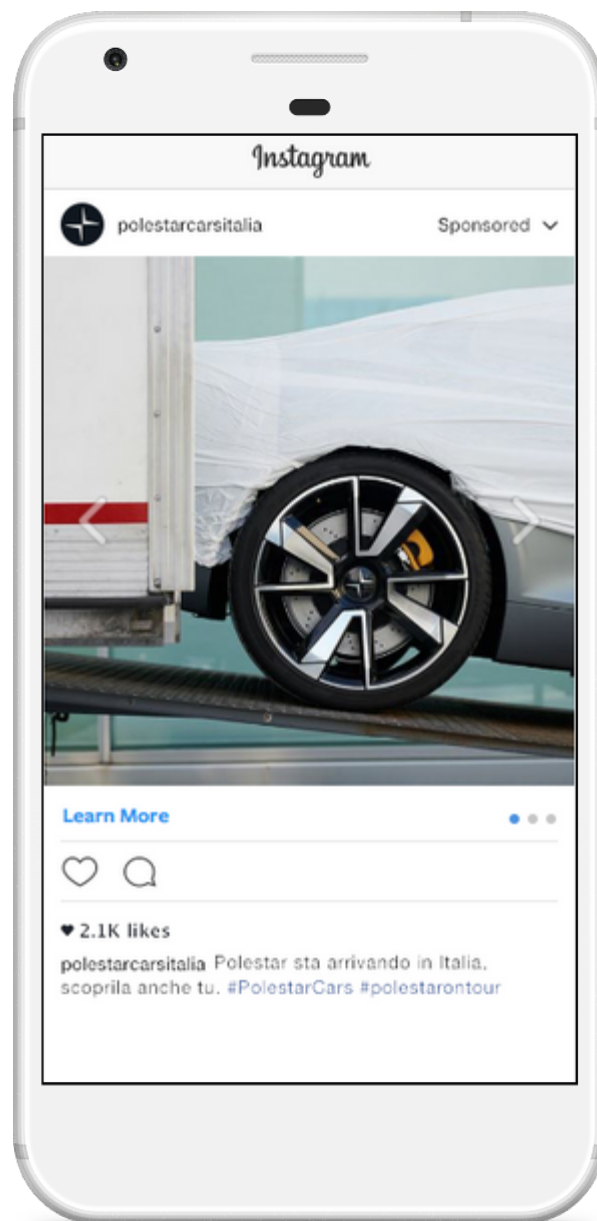 Instagram
polestarcarsitalia Sponsored
Learn More
2.1K likes
polestarcarsitalia Polestar sta arrivando in Italia,
scoprila anche tu. #PolestarCars #polestarontour